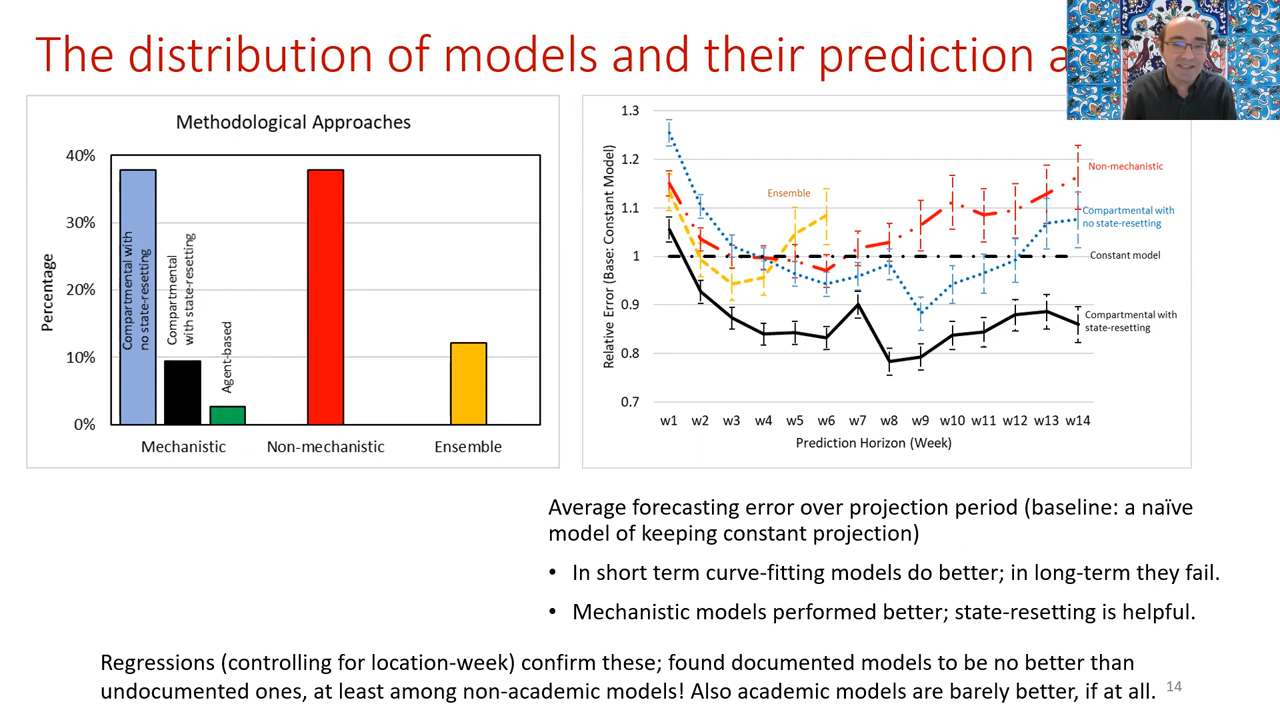 The distribution of models and their prediction
Methodological Approaches
40%
30%
20%
10%
0%
Percentage
Compartmental with
no state-resetting
Compartmental
with state-resetting
Agent-based
Mechanistic
Non-mechanistic
Ensemble
1.3
1.2
1.1
1
0.9
0.8
0.7
Relative Error (Base: Constant Model)
Ensemble
Non-mechanistic
Compartmental with
no state-resetting
Constant model
Compartmental with
state-resetting
w1 w2 w3 w4 w5 w6 w7 w8 w9 w10 w11 w12 w13 w14
Prediction Horizon (Week)
Average forecasting error over projection period (baseline: a naïve
model of keeping constant projection)
• In short term curve-fitting models do better; in long-term they fail.
• Mechanistic models performed better; state-resetting is helpful.
Regressions (controlling for location-week) confirm these; found documented models to be no better than
undocumented ones, at least among non-academic models! Also academic models are barely better, if at all.
14